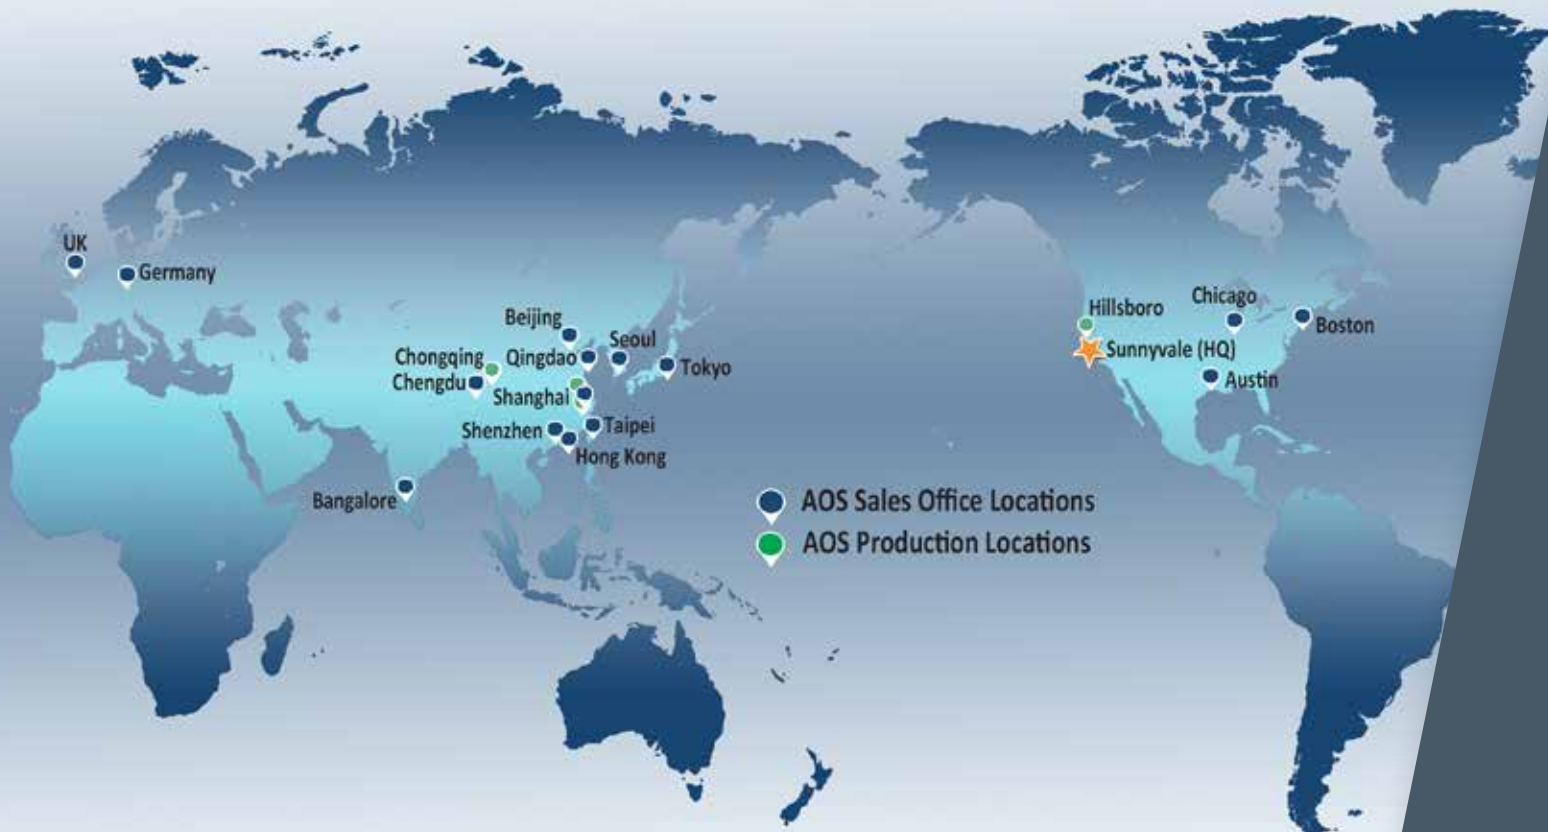 UK
Germany
Beijing
Seoul
Chongqing
Qingdao
Tokyo
Chengdu
Shanghai
Shenzhen
Taipei
Hong Kong
Bangalore
Hillsboro
Chicago
Boston
Sunnyvale (HQ)
Austin
AOS Sales Office Locations
AOS Production Locations